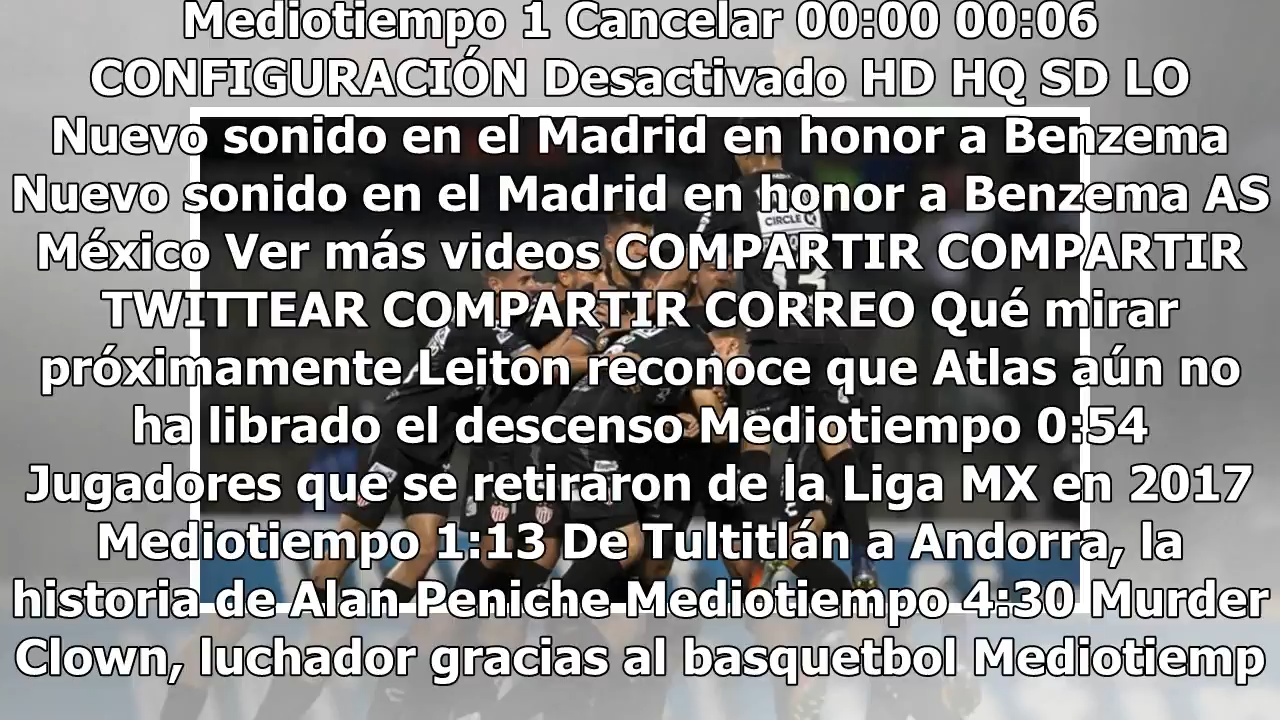 Mediotiempo 1 Cancelar 00:00 00:06
CONFIGURACIÓN Desactivado HD HQ SD LO
Nuevo sonido en el Madrid en honor a Benzema
Nuevo sonido en el Madrid en honor a Benzema AS
México Ver más videos COMPARTIR COMPARTIR
TWITTEAR COMPARTIR CORREO Qué mirar
próximamente Leiton reconoce que Atlas aún no
ha librado el descenso Mediotiempo 0:54
Jugadores que se retiraron de la Liga MX en 2017
Mediotiempo 1:13 De Tultitlán a Andorra, la
historia de Alan Peniche Mediotiempo 4:30 Murder
Clown, luchador gracias al basquetbol Mediotiemp
CIRCLE K